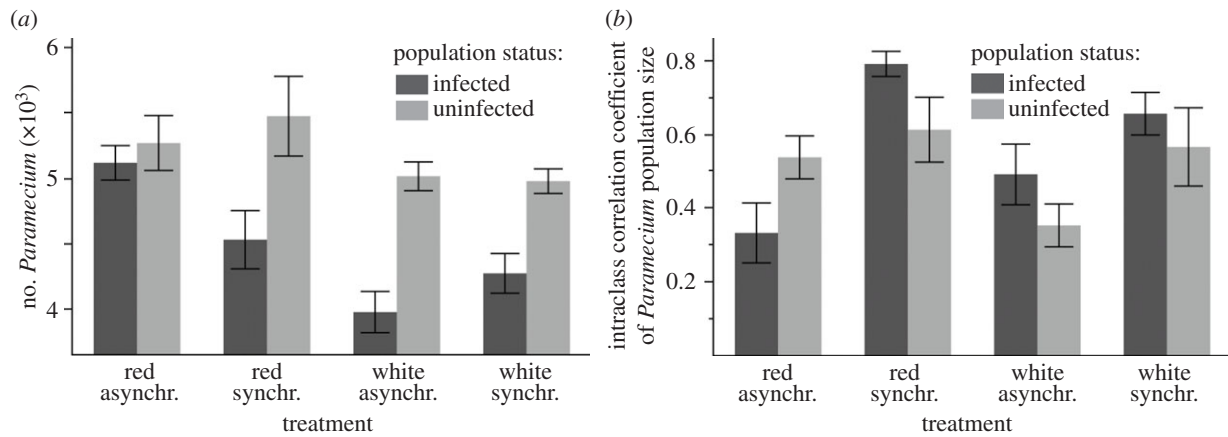 (a)
6
5
4
no. Paramecium (×10³)
population status:
infected
uninfected
red
asynchr.
red
synchr.
white
asynchr.
white
synchr.
treatment
(b)
0.8
0.6
0.4
0.2
intraclass correlation coefficient
of Paramecium population size
population status:
infected
uninfected
red
asynchr.
red
synchr.
white
asynchr.
white
synchr.
treatment